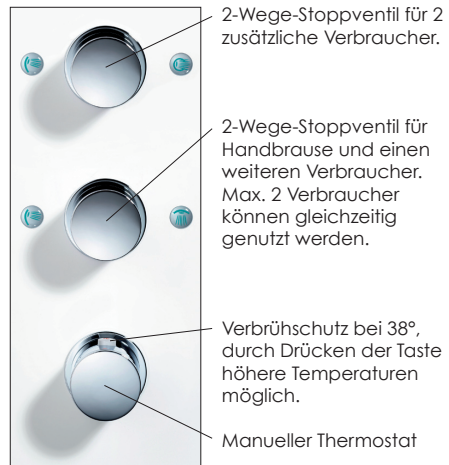 2-Wege-Stoppventil für 2
zusätzliche Verbraucher.
2-Wege-Stoppventil für
Handbrause und einen
weiteren Verbraucher.
Max. 2 Verbraucher
können gleichzeitig
genutzt werden.
Verbrühschutz bei 38°,
durch Drücken der Taste
höhere Temperaturen
möglich.
Manueller Thermostat